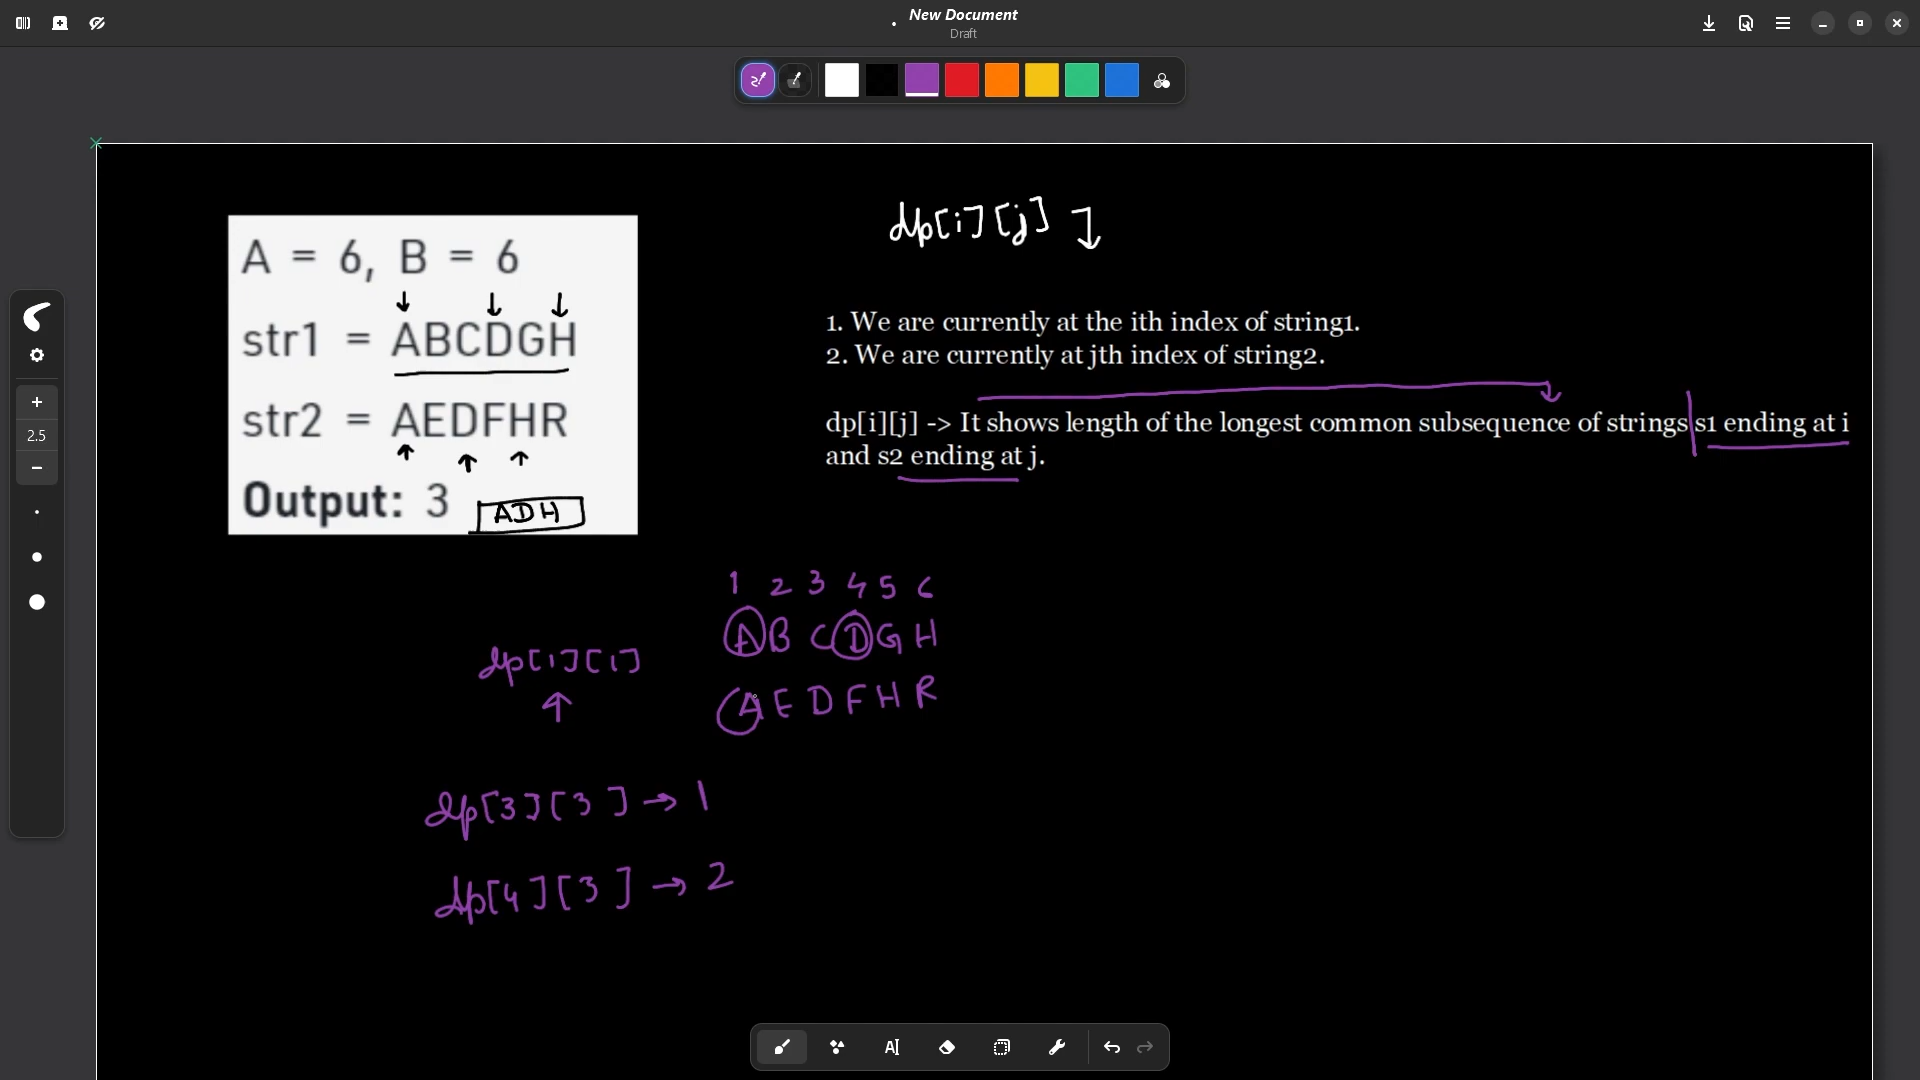 New Document
Draft
A = 6, B = 6
str1 = ABCDGH
str2 = AEDFHR
Output: 3
ADH
dp[i][j]
1. We are currently at the ith index of string1.
2. We are currently at jth index of string2.
dp[i][j] -> It shows length of the longest common subsequence of strings s1 ending at i
and s2 ending at j.
1 2 3 4 5 6
A B C D G H
A E D F H R
dp[1][1]
dp[3][3] → 1
dp[4][3] → 2
+
2.5
−
A